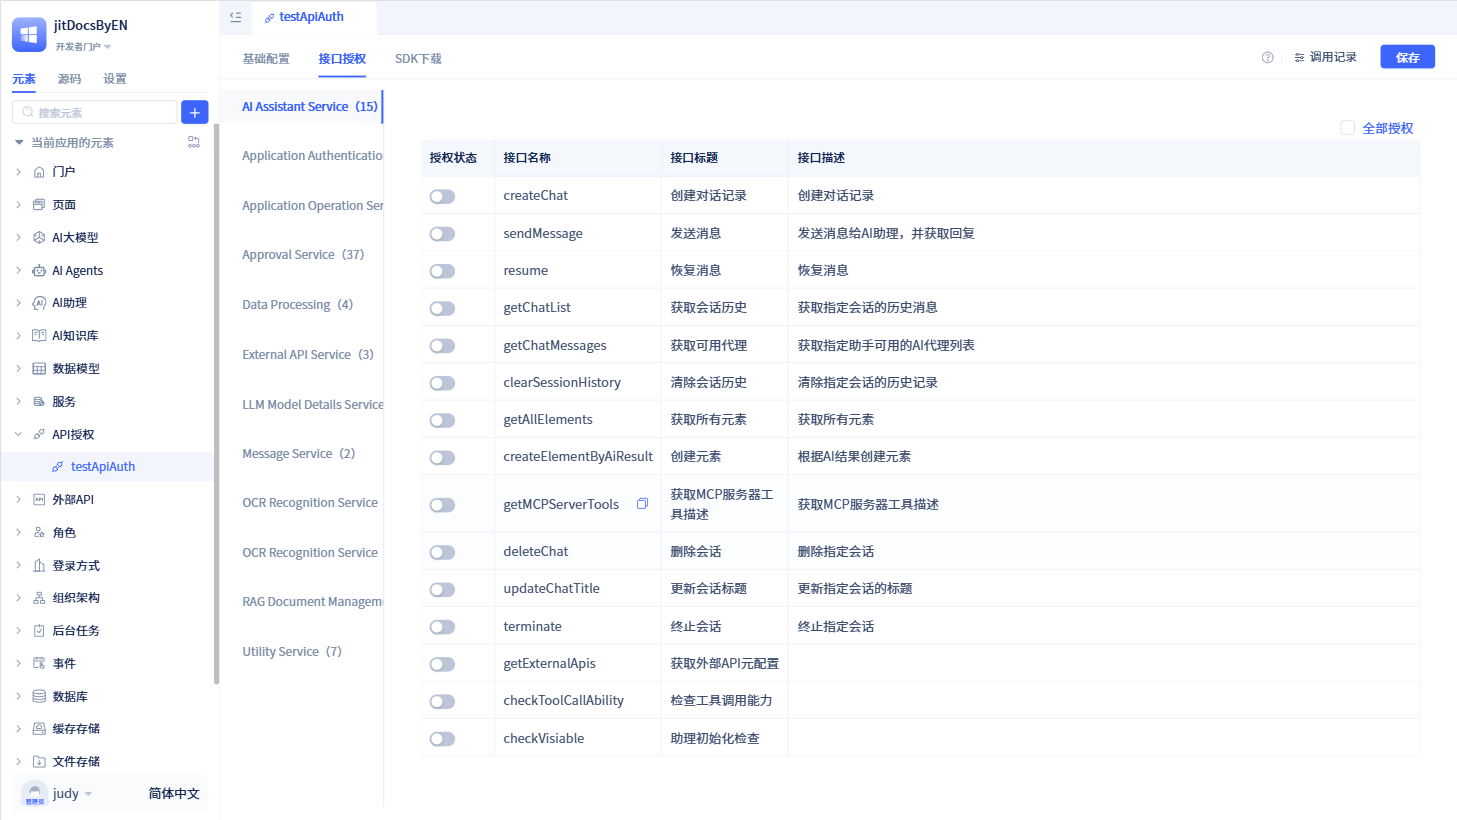 jitDocsByEN
开发者门户
元素 源码 设置
搜索元素
当前应用的元素
门户
页面
AI大模型
AI Agents
AI助理
AI知识库
数据模型
服务
API授权
testApiAuth
外部API
角色
登录方式
组织架构
后台任务
事件
数据库
缓存存储
文件存储
管理员
judy
简体中文
testApiAuth
基础配置 接口授权 SDK下载
调用记录
保存
AI Assistant Service（15）
Application Authenticatio
Application Operation Ser
Approval Service（37）
Data Processing（4）
External API Service（3）
LLM Model Details Service
Message Service（2）
OCR Recognition Service
OCR Recognition Service
RAG Document Managem
Utility Service（7）
全部授权
授权状态 接口名称 接口标题 接口描述
createChat 创建对话记录 创建对话记录
sendMessage 发送消息 发送消息给AI助理，并获取回复
resume 恢复消息 恢复消息
getChatList 获取会话历史 获取指定会话的历史消息
getChatMessages 获取可用代理 获取指定助手可用的AI代理列表
clearSessionHistory 清除会话历史 清除指定会话的历史记录
getAllElements 获取所有元素 获取所有元素
createElementByAiResult 创建元素 根据AI结果创建元素
getMCPServerTools 获取MCP服务器工具描述 获取MCP服务器工具描述
deleteChat 删除会话 删除指定会话
updateChatTitle 更新会话标题 更新指定会话的标题
terminate 终止会话 终止指定会话
getExternalApis 获取外部API元配置
checkToolCallAbility 检查工具调用能力
checkVisiable 助理初始化检查